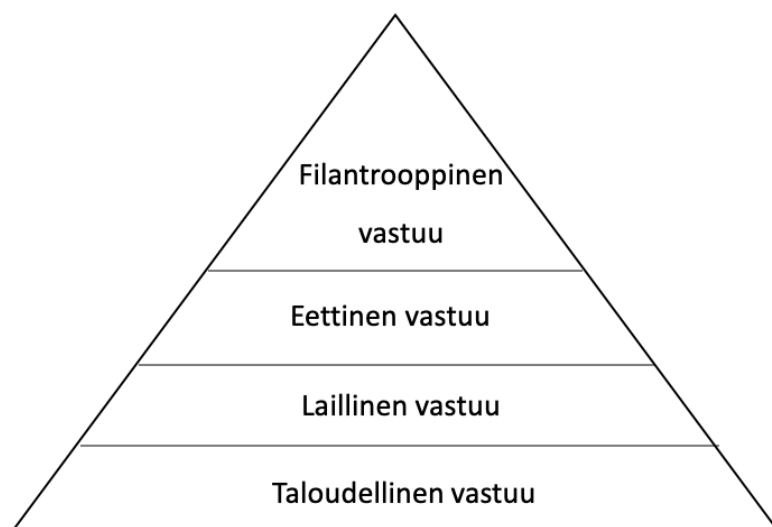 Filantrooppinen
vastuu
Eettinen vastuu
Laillinen vastuu
Taloudellinen vastuu